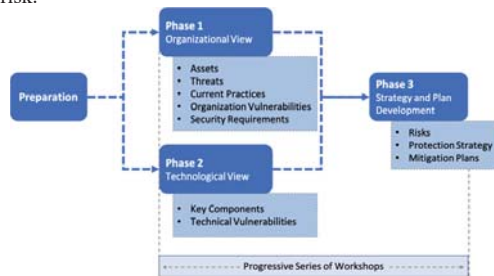 risk.
Phase 1
Organizational View
• Assets
• Threats
• Current Practices
• Organization Vulnerabilities
• Security Requirements
Preparation
Phase 2
Technological View
• Key Components
• Technical Vulnerabilities
Phase 3
Strategy and Plan
Development
• Risks
• Protection Strategy
• Mitigation Plans
Progressive Series of Workshops